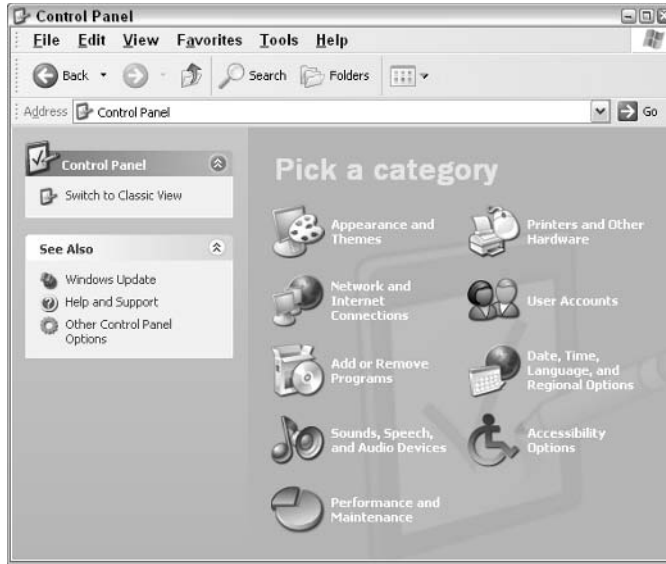 Control Panel
File Edit View Favorites Tools Help
Back Search Folders
Address Control Panel Go
Control Panel
Switch to Classic View
See Also
Windows Update
Help and Support
Other Control Panel
Options
Pick a category
Appearance and
Themes
Printers and Other
Hardware
Network and
Internet
Connections
User Accounts
Add or Remove
Programs
Date, Time,
Language, and
Regional Options
Sounds, Speech,
and Audio Devices
Accessibility
Options
Performance and
Maintenance